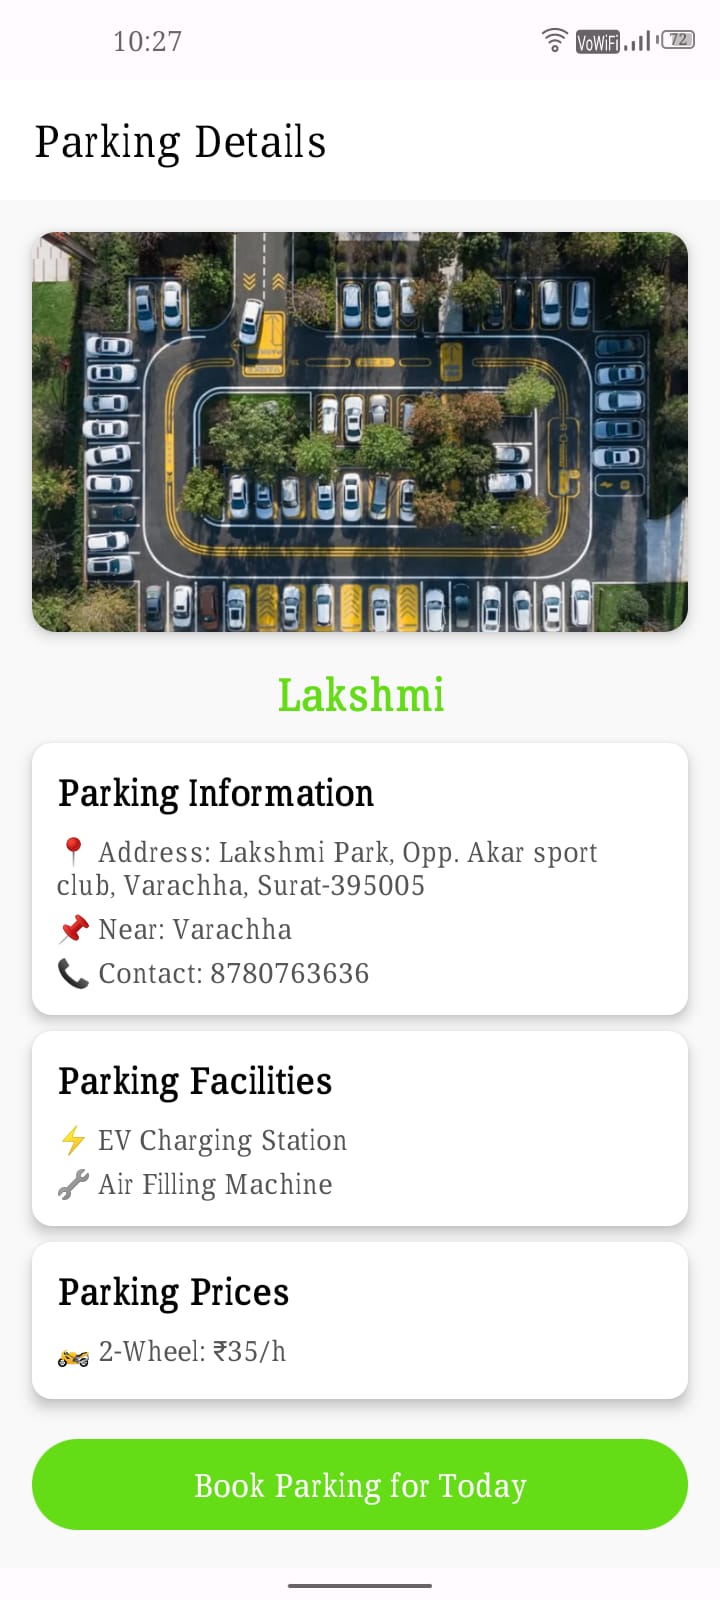 10:27
VoWiFi
72
Parking Details
Lakshmi
Parking Information
📍 Address: Lakshmi Park, Opp. Akar sport
club, Varachha, Surat-395005
📌 Near: Varachha
📞 Contact: 8780763636
Parking Facilities
⚡ EV Charging Station
🔧 Air Filling Machine
Parking Prices
🏍️ 2-Wheel: ₹35/h
Book Parking for Today